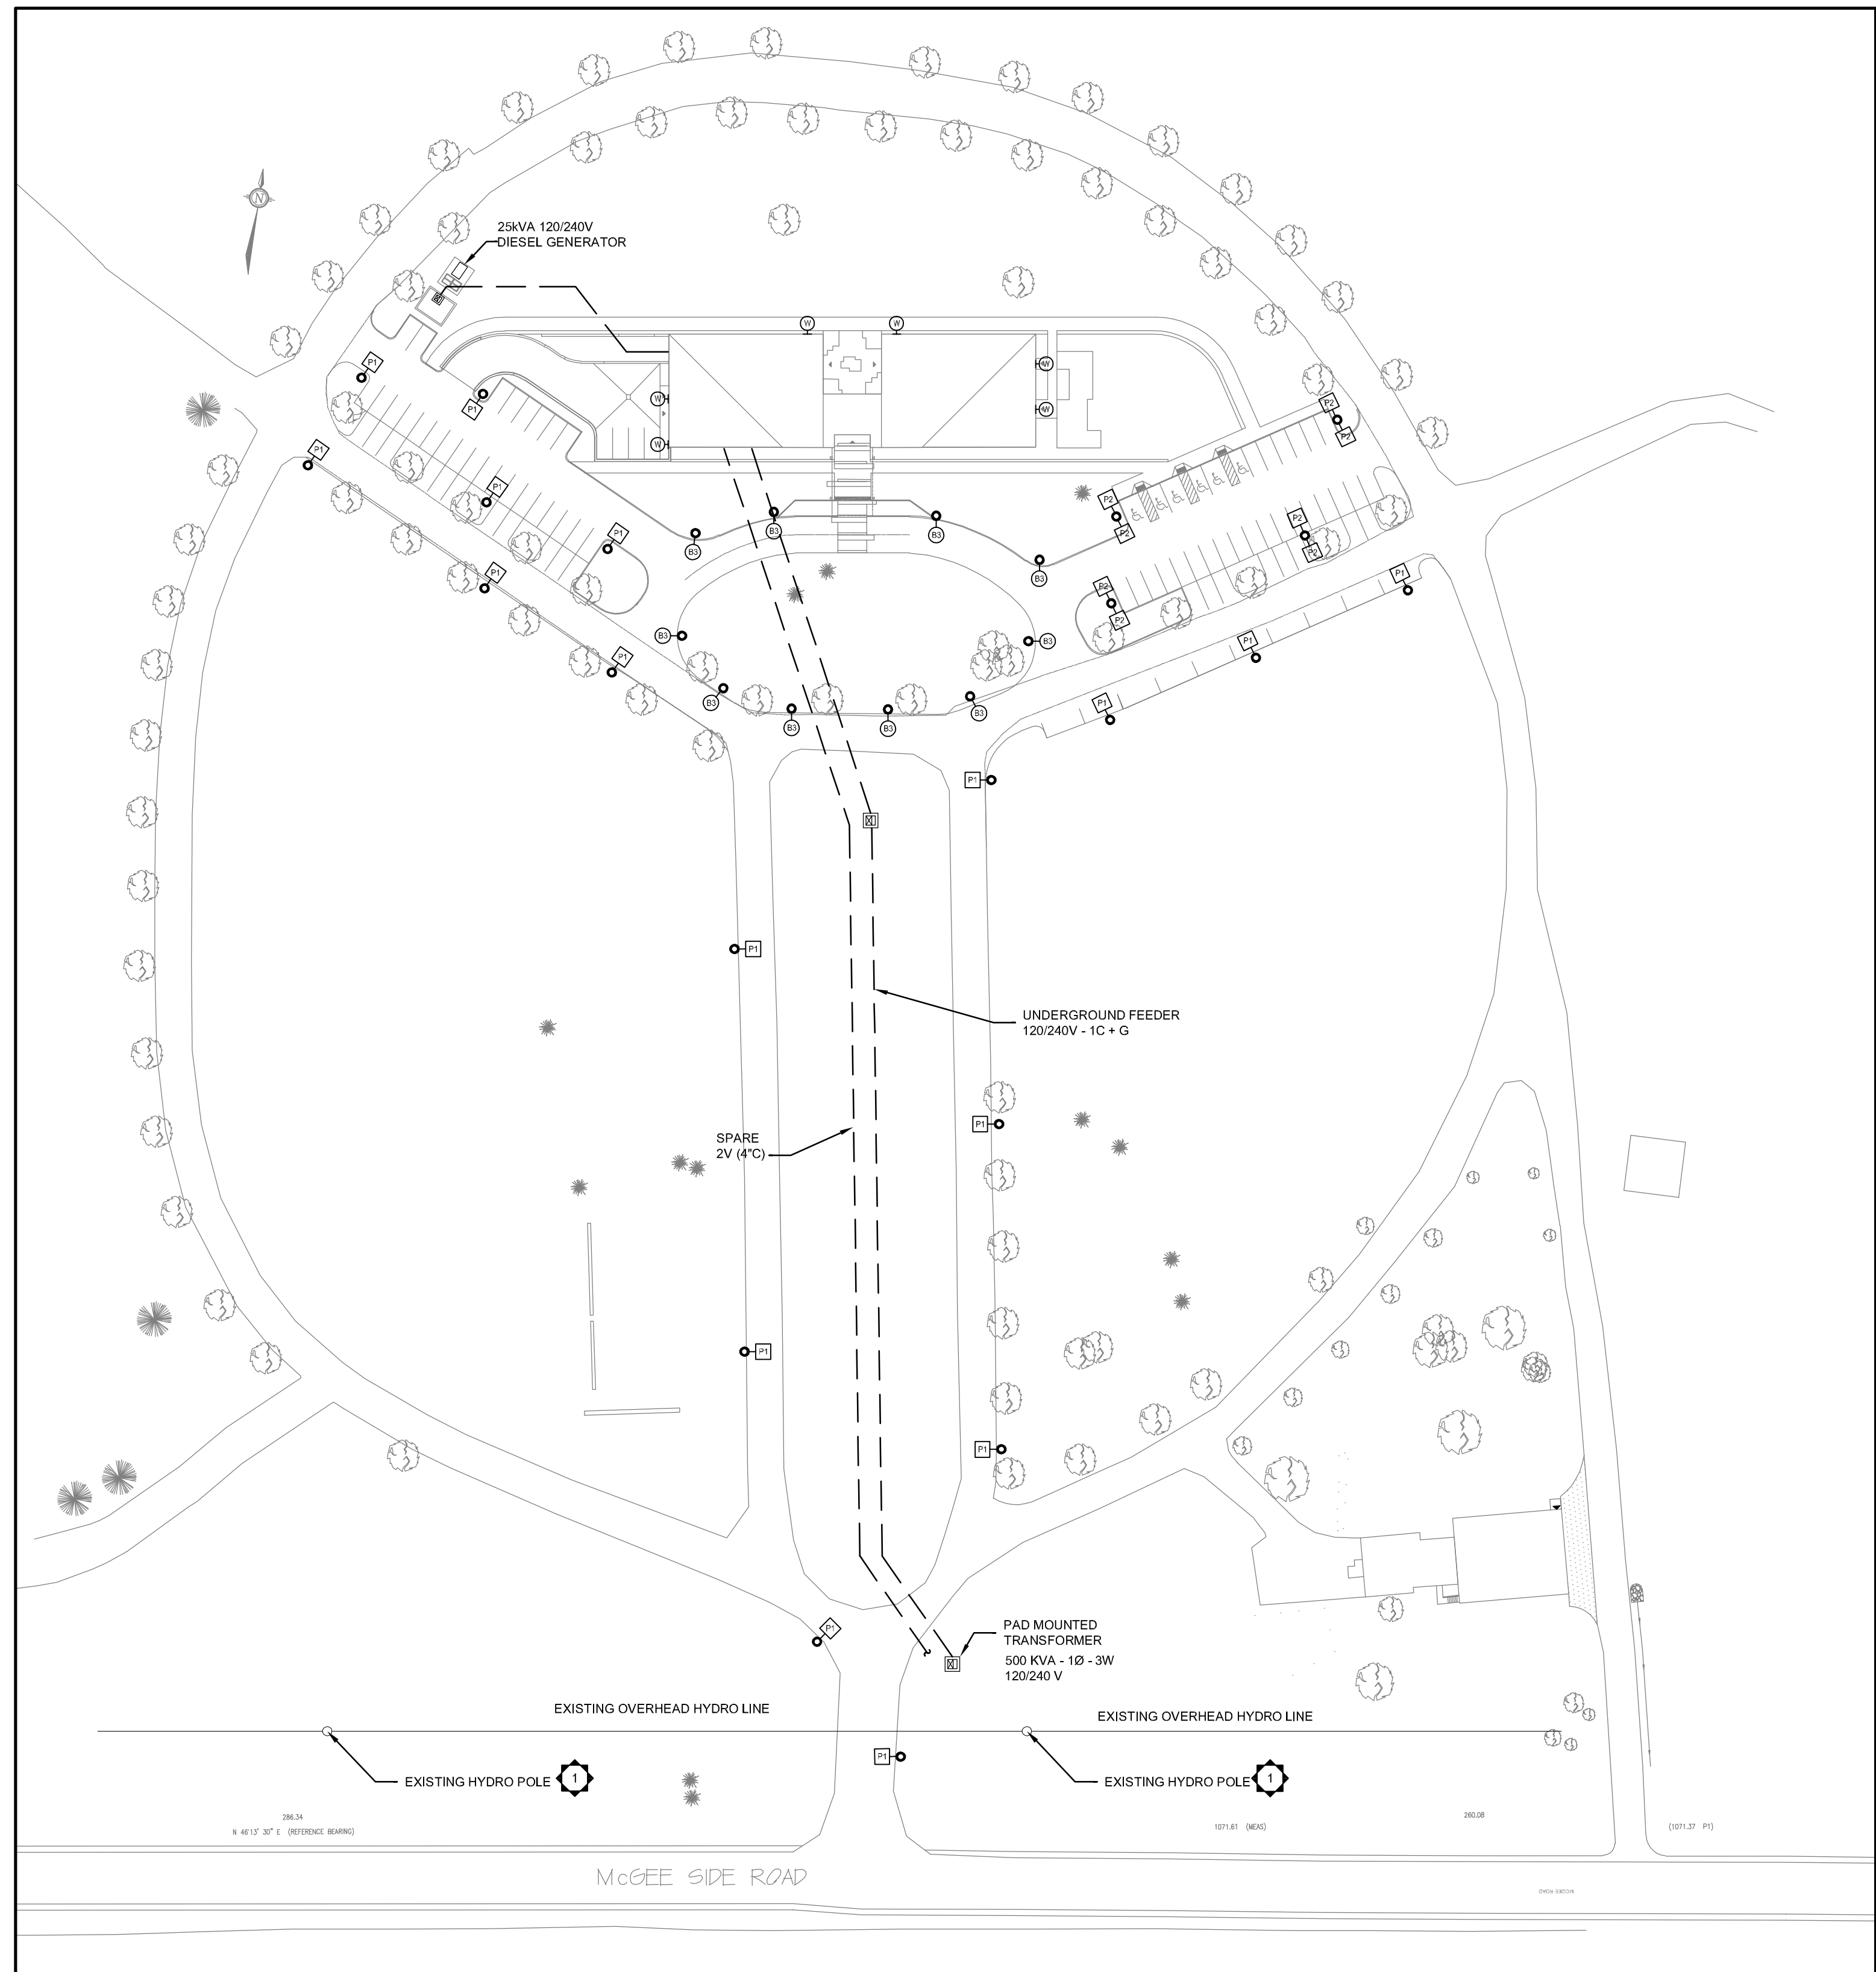 N
25kVA 120/240V
DIESEL GENERATOR
W
W
P1
W
P1
W
W
P2
W
P2
P1
P1
P2
B3
P2
P2
P1
B3
B3
P2
B3
P1
P1
P2
P2
B3
B3
P1
B3
P1
B3
P1
B3
B3
B3
P1
P1
UNDERGROUND FEEDER
120/240V - 1C + G
P1
SPARE
2V (4"C)
P1
P1
P1
PAD MOUNTED
TRANSFORMER
500 KVA - 1Ø - 3W
120/240 V
EXISTING OVERHEAD HYDRO LINE
EXISTING OVERHEAD HYDRO LINE
P1
EXISTING HYDRO POLE 1
EXISTING HYDRO POLE 1
286.34
260.08
N 46'13' 30" E (REFERENCE BEARING)
1071.61 (MEAS)
(1071.37 P1)
McGEE SIDE ROAD
MCGEE ROAD